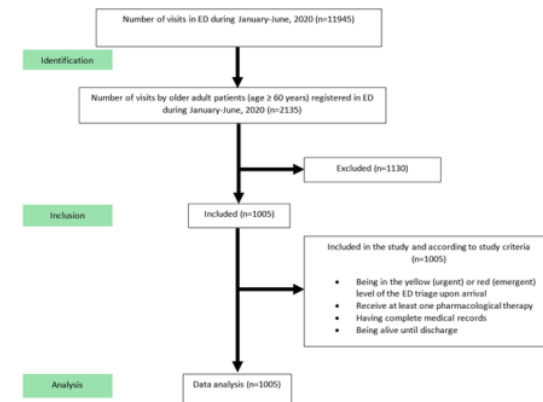 Number of visits in ED during January-June, 2020 (n=11945)
Identification
Number of visits by older adult patients (age ≥ 60 years) registered in ED
during January-June, 2020 (n=2135)
Excluded (n=1130)
Inclusion
Included (n=1005)
Included in the study and according to study criteria
(n=1005)
• Being in the yellow (urgent) or red (emergent)
level of the ED triage upon arrival
• Receive at least one pharmacological therapy
• Having complete medical records
• Being alive until discharge
Analysis
Data analysis (n=1005)